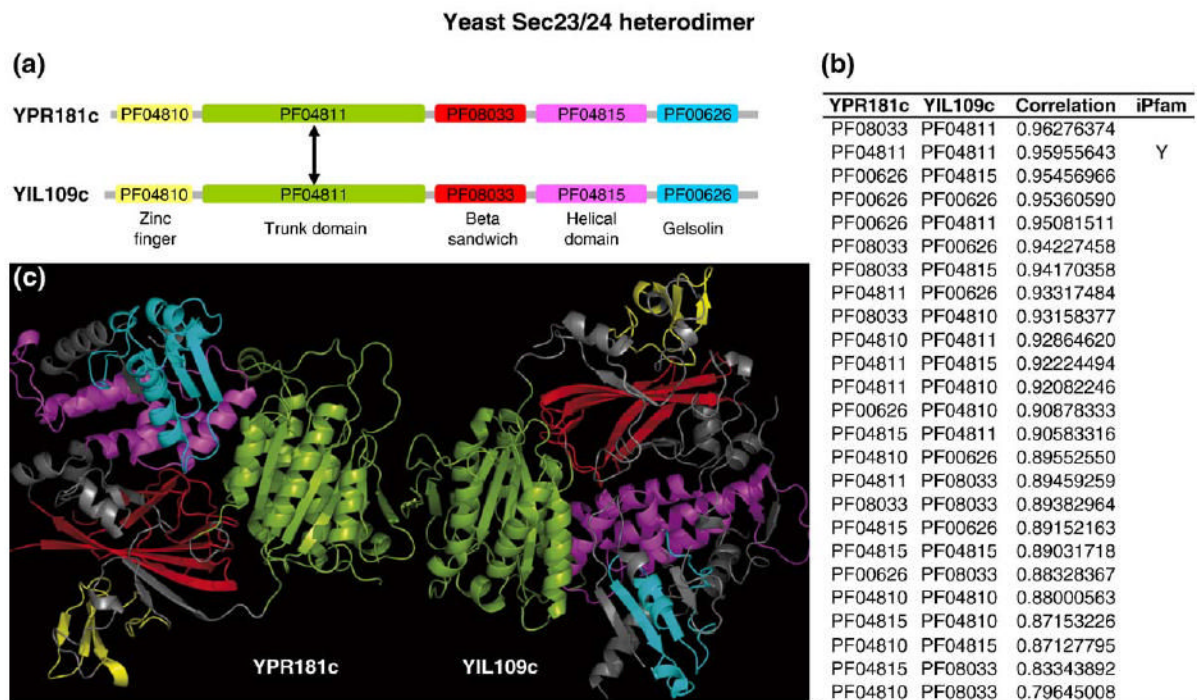 Yeast Sec23/24 heterodimer
(a)
YPR181c PF04810 PF04811 PF08033 PF04815 PF00626
YIL109c PF04810 PF04811 PF08033 PF04815 PF00626
Zinc finger
Trunk domain
Beta sandwich
Helical domain
Gelsolin
(b)
YPR181c YIL109c Correlation iPfam
PF08033 PF04811 0.96276374
PF04811 PF04811 0.95955643 Y
PF00626 PF04815 0.95456966
PF00626 PF00626 0.95360590
PF00626 PF04811 0.95081511
PF08033 PF00626 0.94227458
PF08033 PF04815 0.94170358
PF04811 PF00626 0.93317484
PF08033 PF04810 0.93158377
PF04810 PF04811 0.92864620
PF04811 PF04815 0.92224494
PF04811 PF04810 0.92082246
PF00626 PF04810 0.90878333
PF04815 PF04811 0.90583316
PF04810 PF00626 0.89552550
PF04811 PF08033 0.89459259
PF08033 PF08033 0.89382964
PF04815 PF00626 0.89152163
PF04815 PF04815 0.89031718
PF00626 PF08033 0.88328367
PF04810 PF04810 0.88000563
PF04815 PF04810 0.87153226
PF04810 PF04815 0.87127795
PF04815 PF08033 0.83343892
PF04810 PF08033 0.79645002
(c)
YPR181c
YIL109c